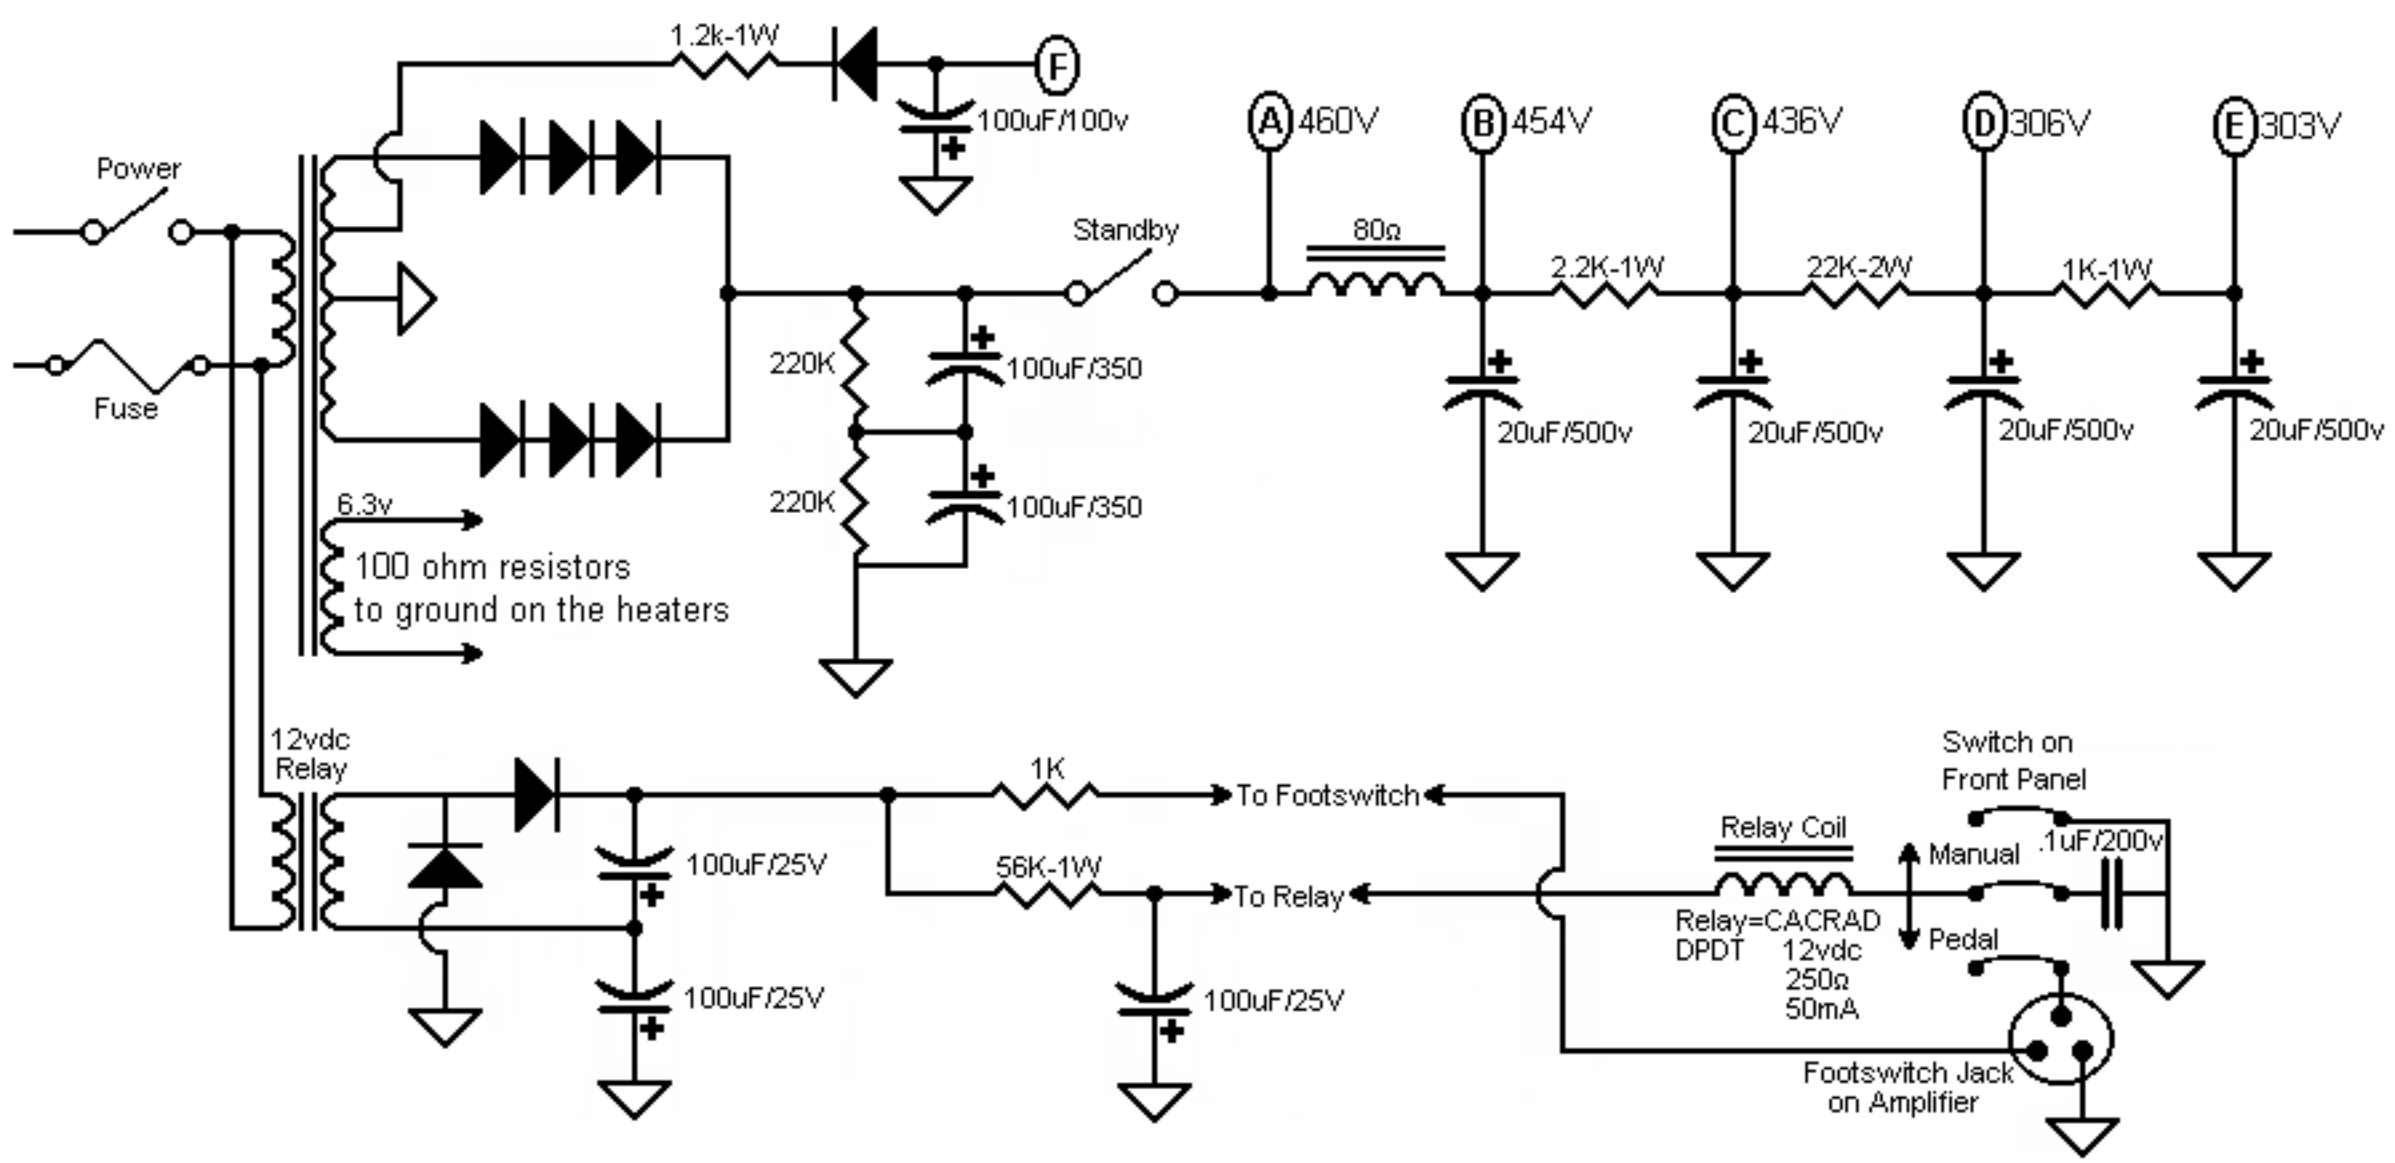 1.2k-1W
F
100uF/100v
A 460V
B 454V
C 436V
D 306V
E 303V
Power
Standby
80Ω
2.2K-1W
22K-2W
1K-1W
220K
100uF/350
Fuse
20uF/500v
20uF/500v
20uF/500v
20uF/500v
220K
100uF/350
6.3v
100 ohm resistors
to ground on the heaters
12vdc
Relay
1K
To Footswitch
Switch on
Front Panel
Relay Coil
.1uF/200v
Manual
100uF/25V
56K-1W
To Relay
Relay=CACRAD
DPDT 12vdc
250Ω
50mA
Pedal
100uF/25V
100uF/25V
Footswitch Jack
on Amplifier